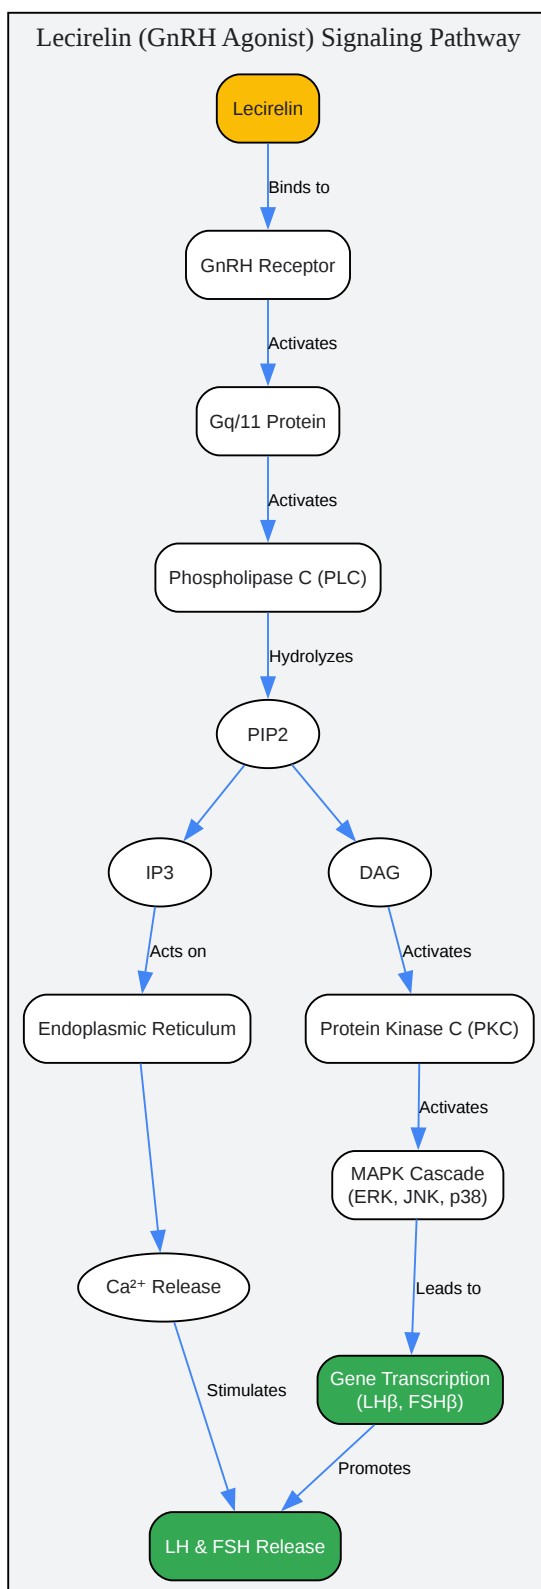 Lecirelin (GnRH Agonist) Signaling Pathway
Lecirelin
Binds to
GnRH Receptor
Activates
Gq/11 Protein
Activates
Phospholipase C (PLC)
Hydrolyzes
PIP2
IP3
DAG
Acts on
Activates
Endoplasmic Reticulum
Protein Kinase C (PKC)
Activates
MAPK Cascade
(ERK, JNK, p38)
Ca²⁺ Release
Leads to
Gene Transcription
(LHβ, FSHβ)
Stimulates
Promotes
LH & FSH Release